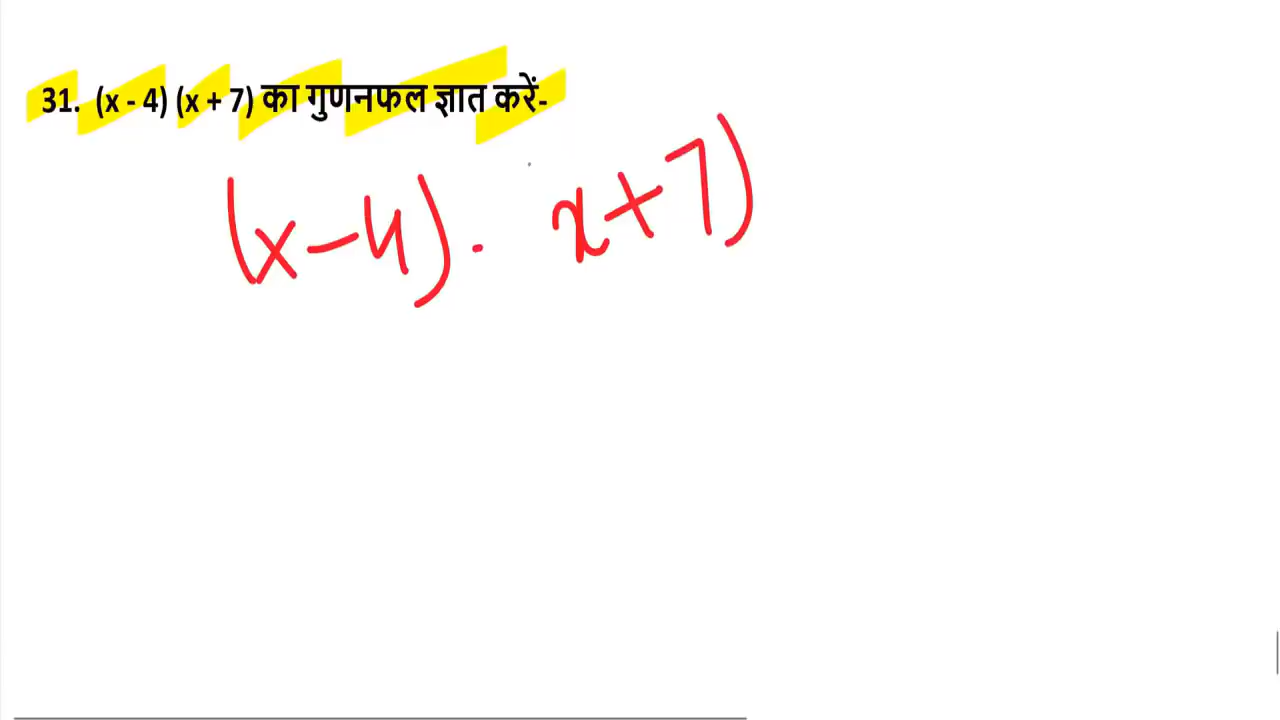 31. (x - 4) (x + 7) का गुणनफल ज्ञात करें-
(x-4). x+7)